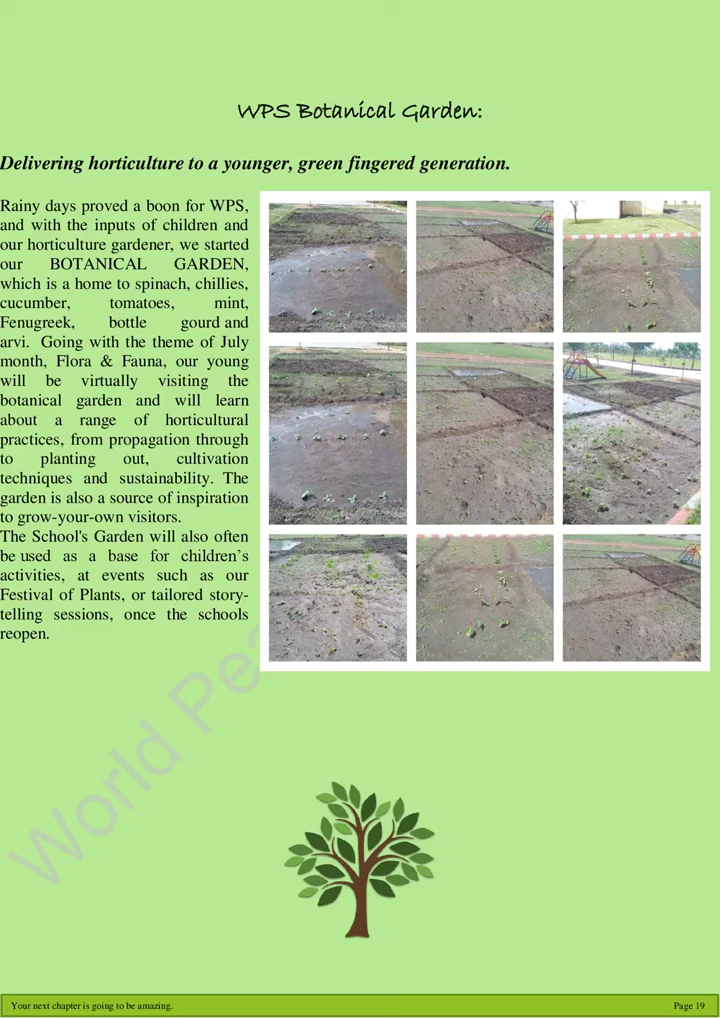 WPS Botanical Garden:
Delivering horticulture to a younger, green fingered generation.
Rainy days proved a boon for WPS,
and with the inputs of children and
our horticulture gardener, we started
our BOTANICAL GARDEN,
which is a home to spinach, chillies,
cucumber, tomatoes, mint,
Fenugreek, bottle gourd and
arvi. Going with the theme of July
month, Flora & Fauna, our young
will be virtually visiting the
botanical garden and will learn
about a range of horticultural
practices, from propagation through
to planting out, cultivation
techniques and sustainability. The
garden is also a source of inspiration
to grow-your-own visitors.
The School's Garden will also often
be used as a base for children’s
activities, at events such as our
Festival of Plants, or tailored story-
telling sessions, once the schools
reopen.
World Pea
Your next chapter is going to be amazing.
Page 19